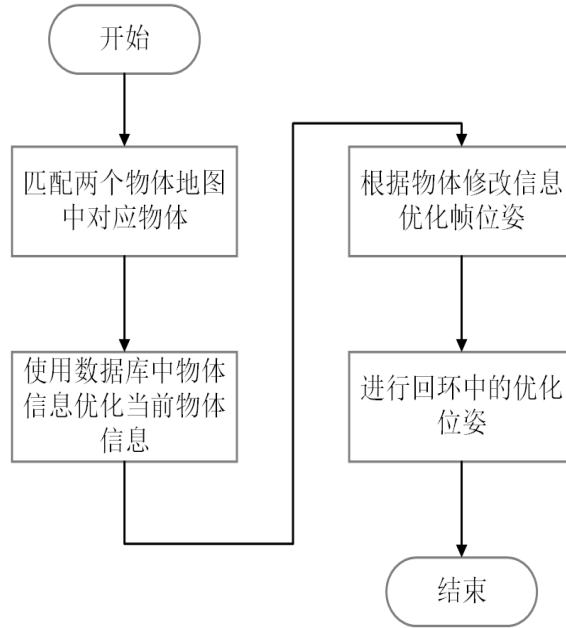 开始
匹配两个物体地图
中对应物体
使用数据库中物体
信息优化当前物体
信息
根据物体修改信息
优化帧位姿
进行回环中的优化
位姿
结束